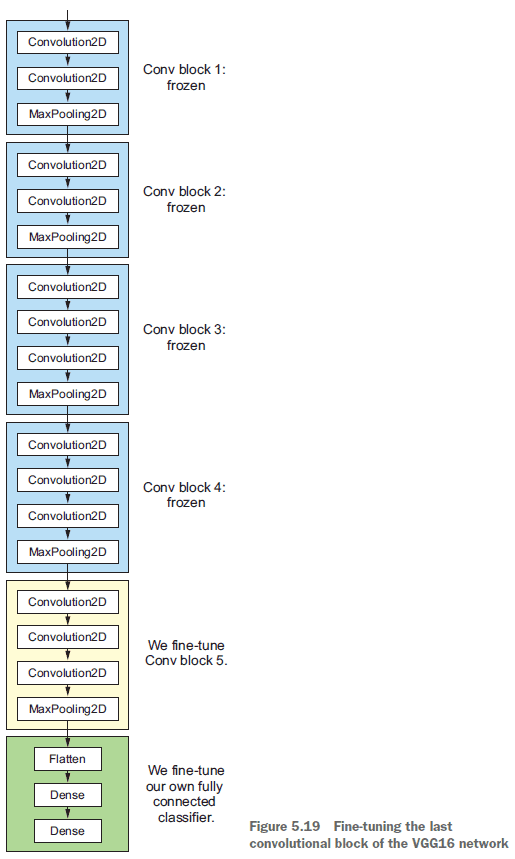 Convolution2D
Convolution2D
MaxPooling2D
Conv block 1:
frozen
Convolution2D
Convolution2D
MaxPooling2D
Conv block 2:
frozen
Convolution2D
Convolution2D
Convolution2D
MaxPooling2D
Conv block 3:
frozen
Convolution2D
Convolution2D
Convolution2D
MaxPooling2D
Conv block 4:
frozen
Convolution2D
Convolution2D
Convolution2D
MaxPooling2D
We fine-tune
Conv block 5.
Flatten
Dense
Dense
We fine-tune
our own fully
connected
classifier.
Figure 5.19 Fine-tuning the last
convolutional block of the VGG16 network